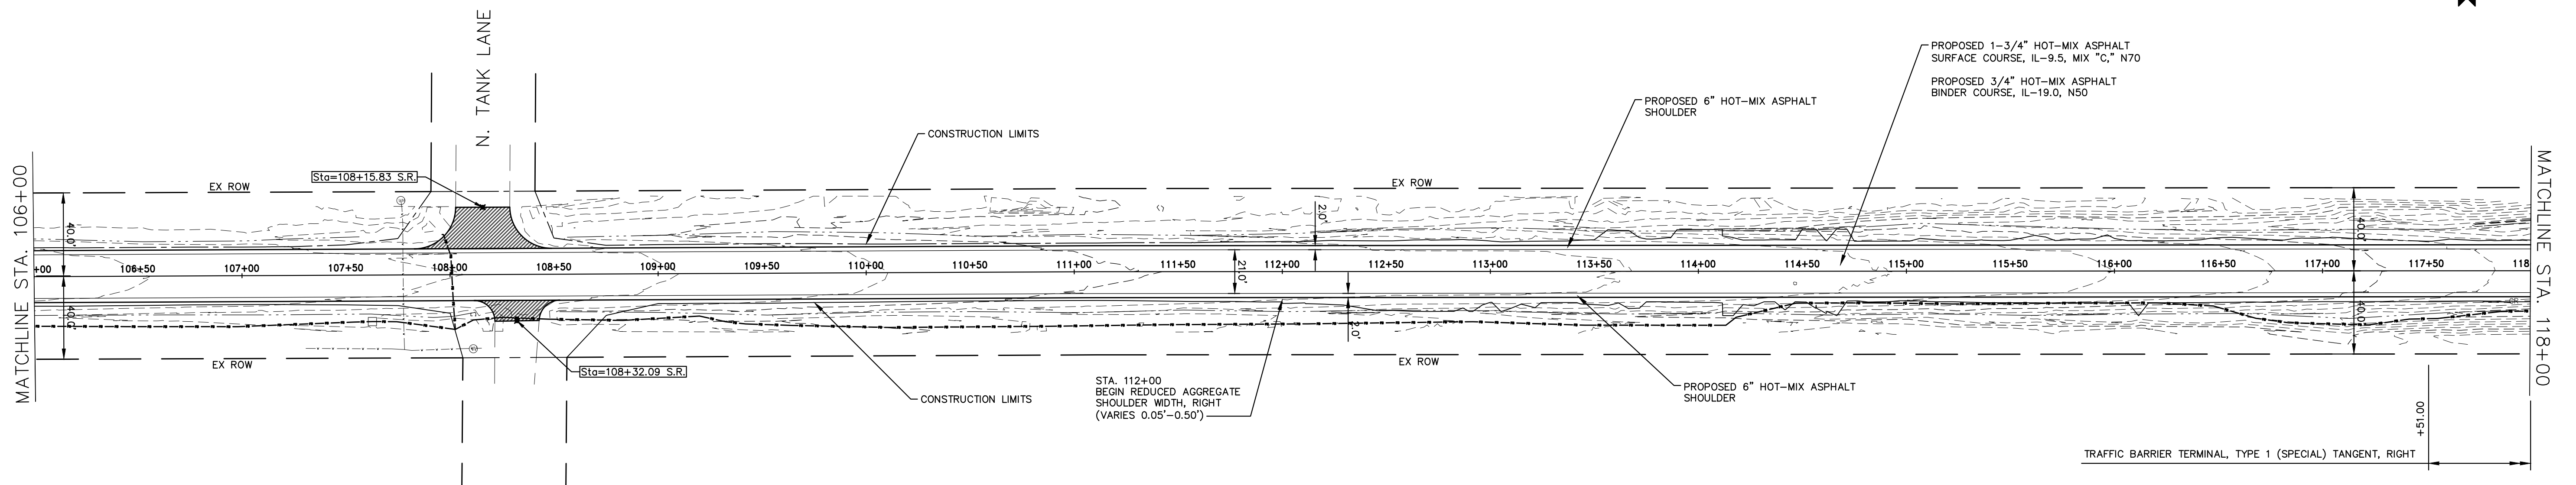 N. TANK LANE
PROPOSED 1-3/4" HOT-MIX ASPHALT
SURFACE COURSE, IL-9.5, MIX "C," N70
PROPOSED 3/4" HOT-MIX ASPHALT
BINDER COURSE, IL-19.0, N50
PROPOSED 6" HOT-MIX ASPHALT
SHOULDER
CONSTRUCTION LIMITS
MATCHLINE STA. 106+00
MATCHLINE STA. 118+00
Sta=108+15.83 S.R.
EX ROW
EX ROW
40.0'
2.0'
40.0'
+00 106+50 107+00 107+50 108+00 108+50 109+00 109+50 110+00 110+50 111+00 111+50 112+00 112+50 113+00 113+50 114+00 114+50 115+00 115+50 116+00 116+50 117+00 117+50 118
21.0'
40.0'
2.0'
40.0'
EX ROW
EX ROW
Sta=108+32.09 S.R.
CONSTRUCTION LIMITS
STA. 112+00
BEGIN REDUCED AGGREGATE
SHOULDER WIDTH, RIGHT
(VARIES 0.05'-0.50')
PROPOSED 6" HOT-MIX ASPHALT
SHOULDER
+51.00
TRAFFIC BARRIER TERMINAL, TYPE 1 (SPECIAL) TANGENT, RIGHT